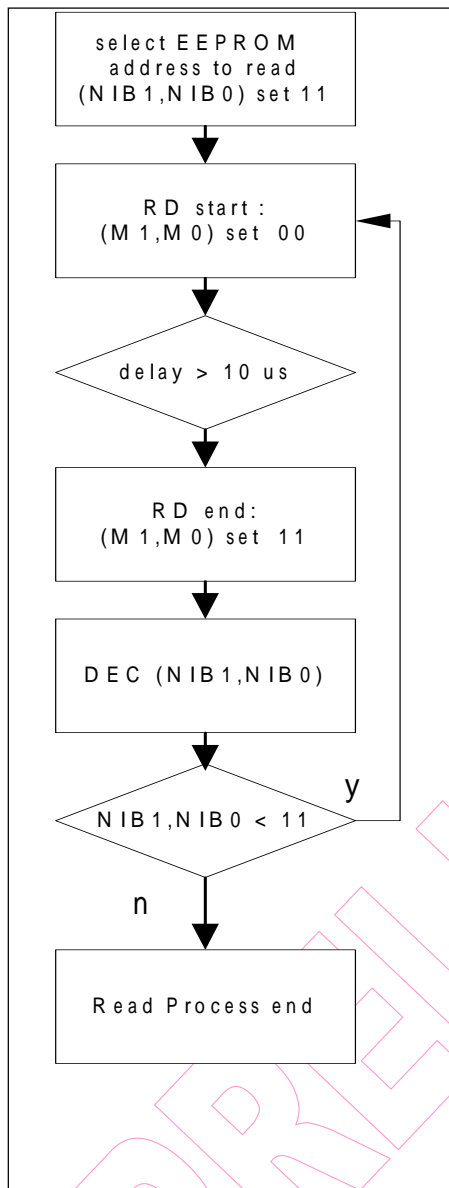 select EEPROM
address to read
(NIB1,NIB0) set 11
RD start :
(M1,M0) set 00
delay > 10 us
RD end:
(M1,M0) set 11
DEC (NIB1,NIB0)
y
NIB1,NIB0 < 11
n
Read Process end